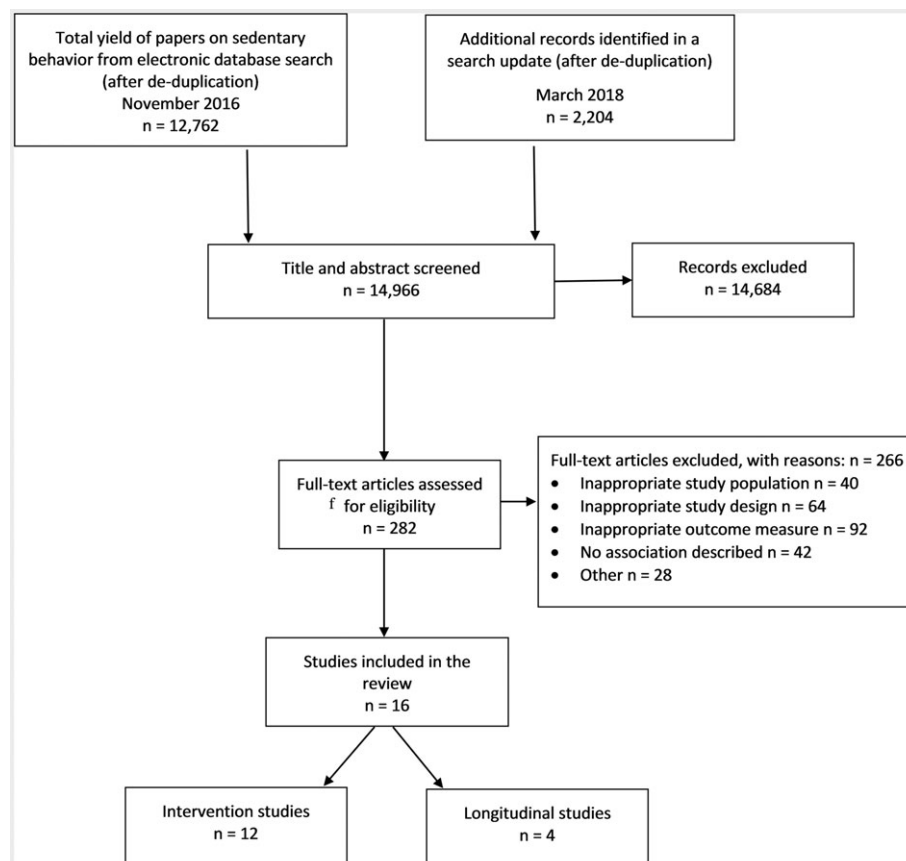 Total yield of papers on sedentary
behavior from electronic database search
(after de-duplication)
November 2016
n = 12,762
Additional records identified in a
search update (after de-duplication)
March 2018
n = 2,204
Title and abstract screened
n = 14,966
Records excluded
n = 14,684
Full-text articles assessed
f for eligibility
n = 282
Full-text articles excluded, with reasons: n = 266
• Inappropriate study population n = 40
• Inappropriate study design n = 64
• Inappropriate outcome measure n = 92
• No association described n = 42
• Other n = 28
Studies included in the
review
n = 16
Intervention studies
n = 12
Longitudinal studies
n = 4